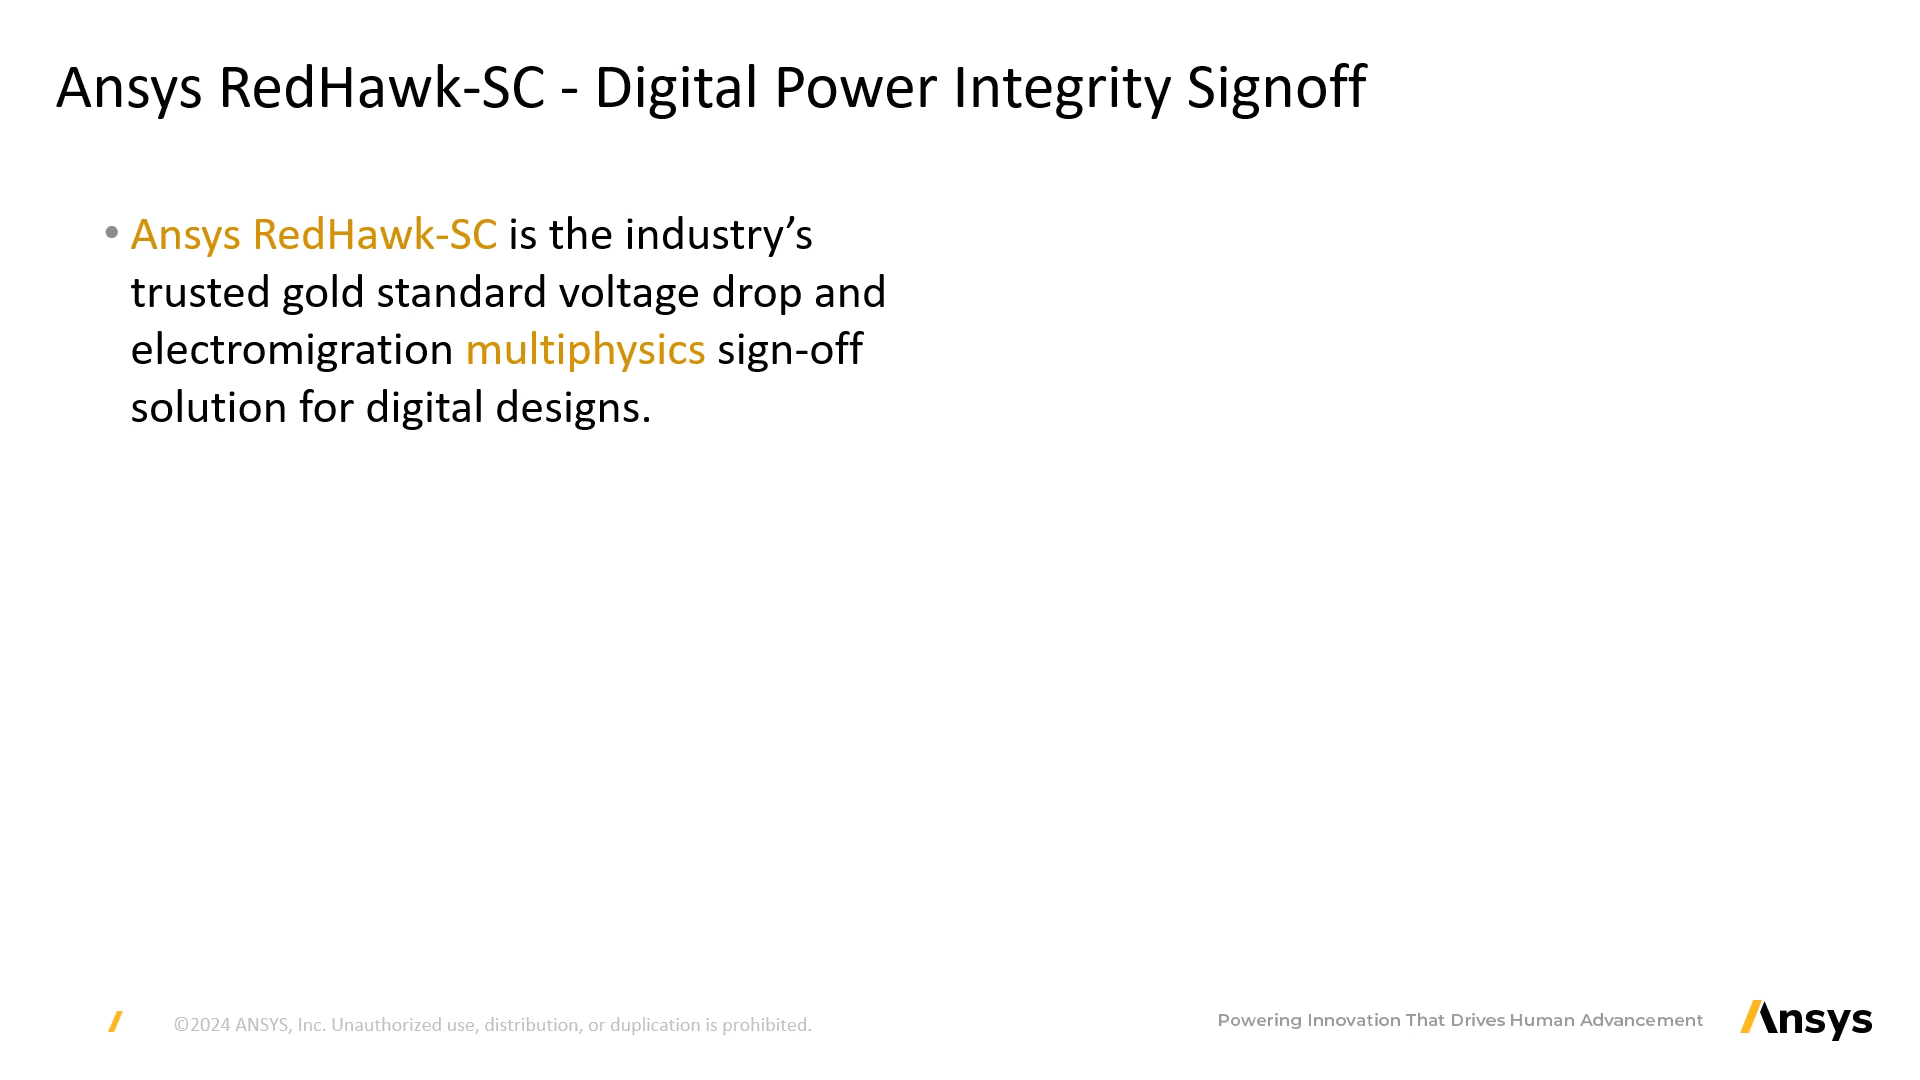 Ansys RedHawk-SC - Digital Power Integrity Signoff
• Ansys RedHawk-SC is the industry’s
trusted gold standard voltage drop and
electromigration multiphysics sign-off
solution for digital designs.
©2024 ANSYS, Inc. Unauthorized use, distribution, or duplication is prohibited.
Powering Innovation That Drives Human Advancement
Ansys